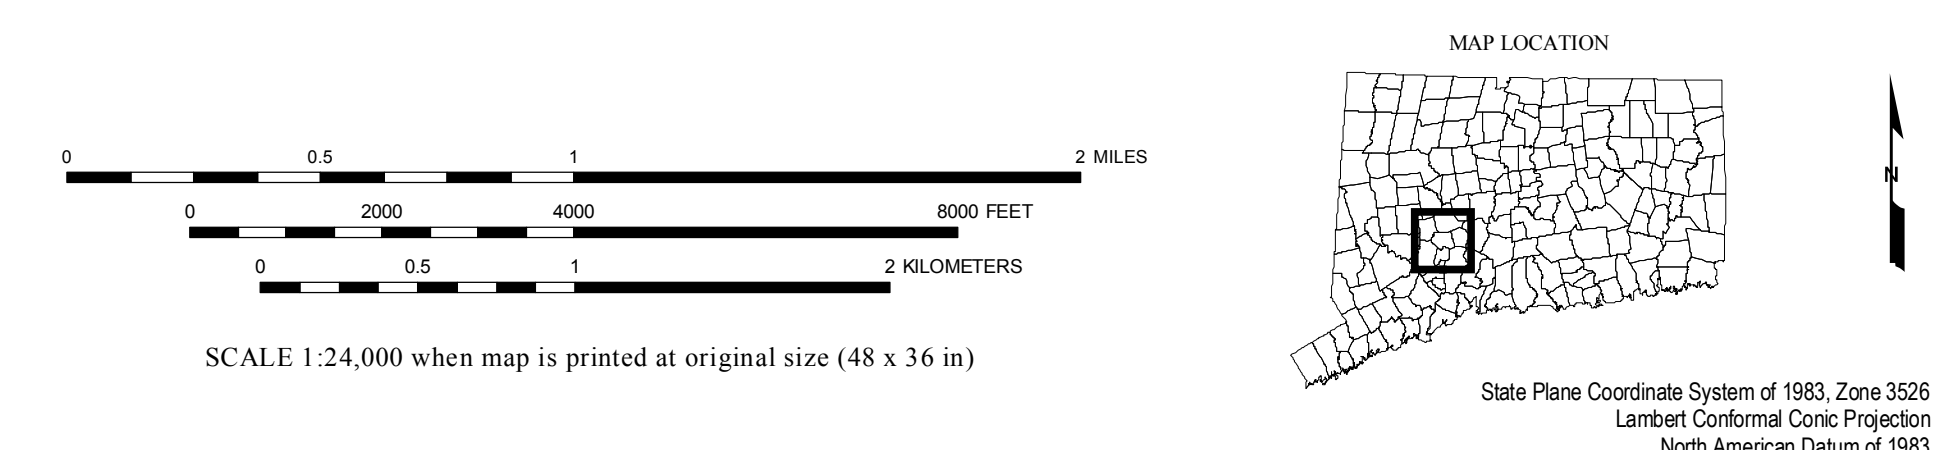 MAP LOCATION
0 0.5 1 2 MILES
0 2000 4000 8000 FEET
0 0.5 1 2 KILOMETERS
N
SCALE 1:24,000 when map is printed at original size (48 x 36 in)
State Plane Coordinate System of 1983, Zone 3526
Lambert Conformal Conic Projection
North American Datum of 1983